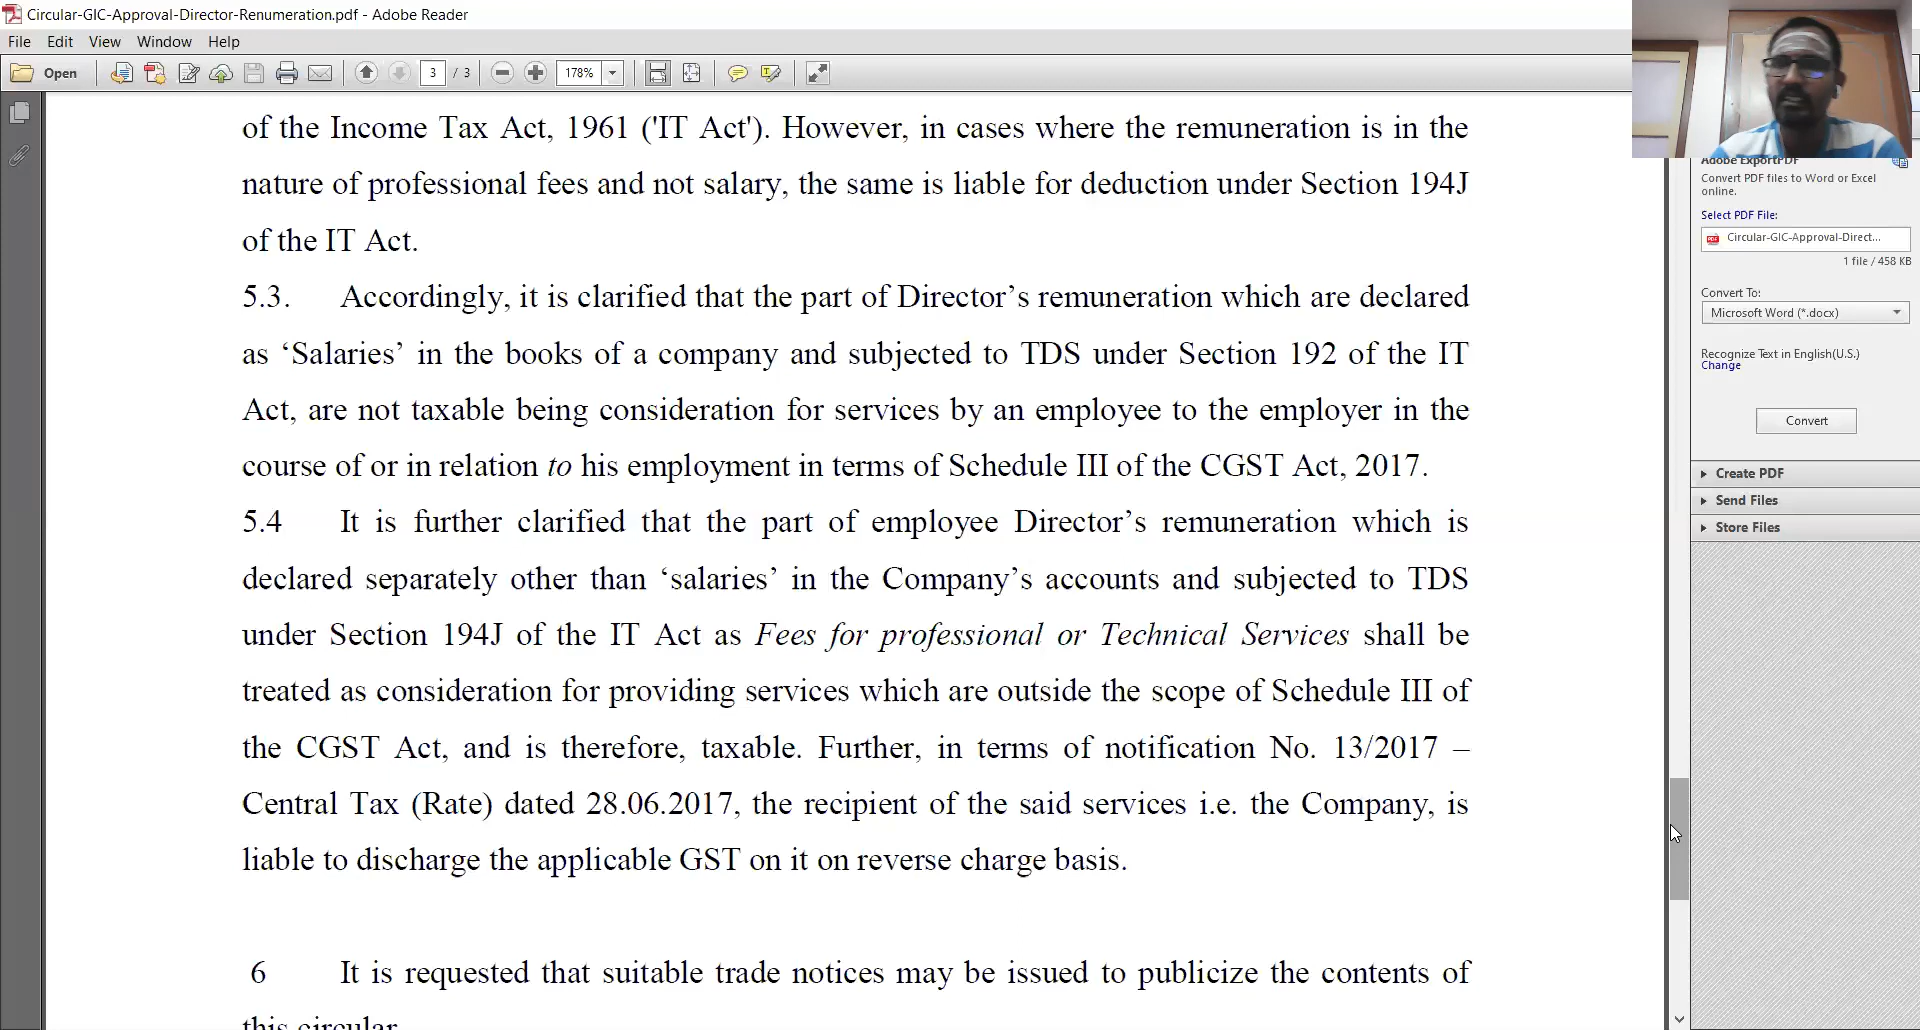 Circular-GIC-Approval-Director-Renumeration.pdf - Adobe Reader
File Edit View Window Help
Open 3 / 3 178%
of the Income Tax Act, 1961 ('IT Act'). However, in cases where the remuneration is in the
nature of professional fees and not salary, the same is liable for deduction under Section 194J
of the IT Act.
5.3. Accordingly, it is clarified that the part of Director’s remuneration which are declared
as ‘Salaries’ in the books of a company and subjected to TDS under Section 192 of the IT
Act, are not taxable being consideration for services by an employee to the employer in the
course of or in relation to his employment in terms of Schedule III of the CGST Act, 2017.
5.4 It is further clarified that the part of employee Director’s remuneration which is
declared separately other than ‘salaries’ in the Company’s accounts and subjected to TDS
under Section 194J of the IT Act as Fees for professional or Technical Services shall be
treated as consideration for providing services which are outside the scope of Schedule III of
the CGST Act, and is therefore, taxable. Further, in terms of notification No. 13/2017 –
Central Tax (Rate) dated 28.06.2017, the recipient of the said services i.e. the Company, is
liable to discharge the applicable GST on it on reverse charge basis.
6 It is requested that suitable trade notices may be issued to publicize the contents of
this circular
Adobe ExportPDF
Convert PDF files to Word or Excel
online.
Select PDF File:
Circular-GIC-Approval-Direct...
1 file / 458 KB
Convert To:
Microsoft Word (*.docx)
Recognize Text in English(U.S.)
Change
Convert
Create PDF
Send Files
Store Files